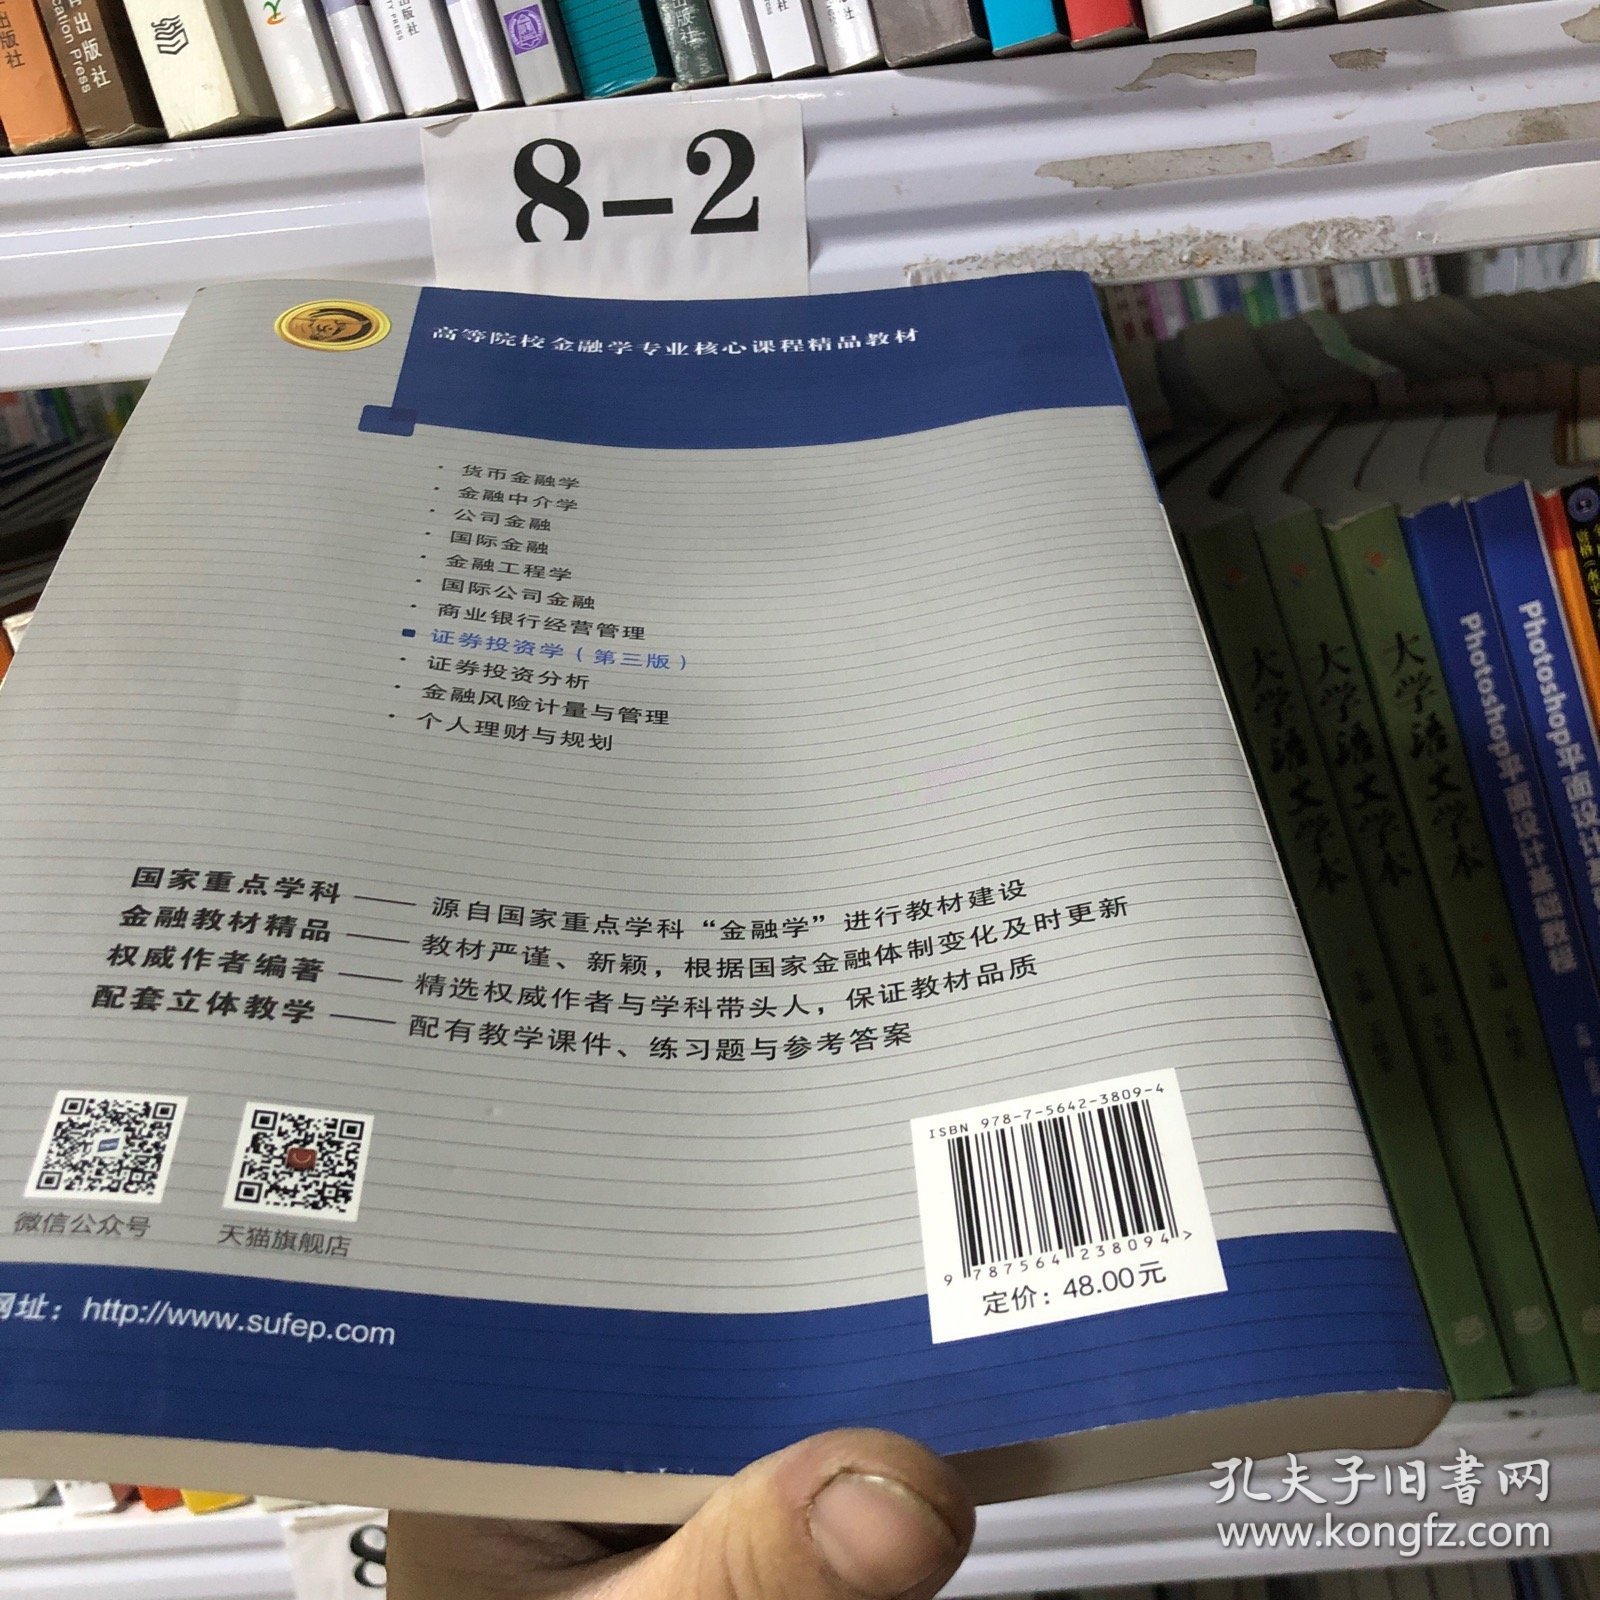 出版社
cation Press
出版社
8-2
高等院校金融学专业核心课程精品教材
· 货币金融学
· 金融中介学
· 公司金融
· 国际金融
· 金融工程学
· 国际公司金融
· 商业银行经营管理
■ 证券投资学（第三版）
· 证券投资分析
· 金融风险计量与管理
· 个人理财与规划
国家重点学科——源自国家重点学科“金融学”进行教材建设
金融教材精品——教材严谨、新颖，根据国家金融体制变化及时更新
权威作者编著——精选权威作者与学科带头人，保证教材品质
配套立体教学——配有教学课件、练习题与参考答案
微信公众号
天猫旗舰店
网址：http://www.sufep.com
ISBN 978-7-5642-3809-4
9 787564 238094 >
定价：48.00元
大学语文学本
大学语文学本
大学语文学本
Photoshop平面设计基础教程
Photoshop平面设计
孔夫子旧书网
www.kongfz.com